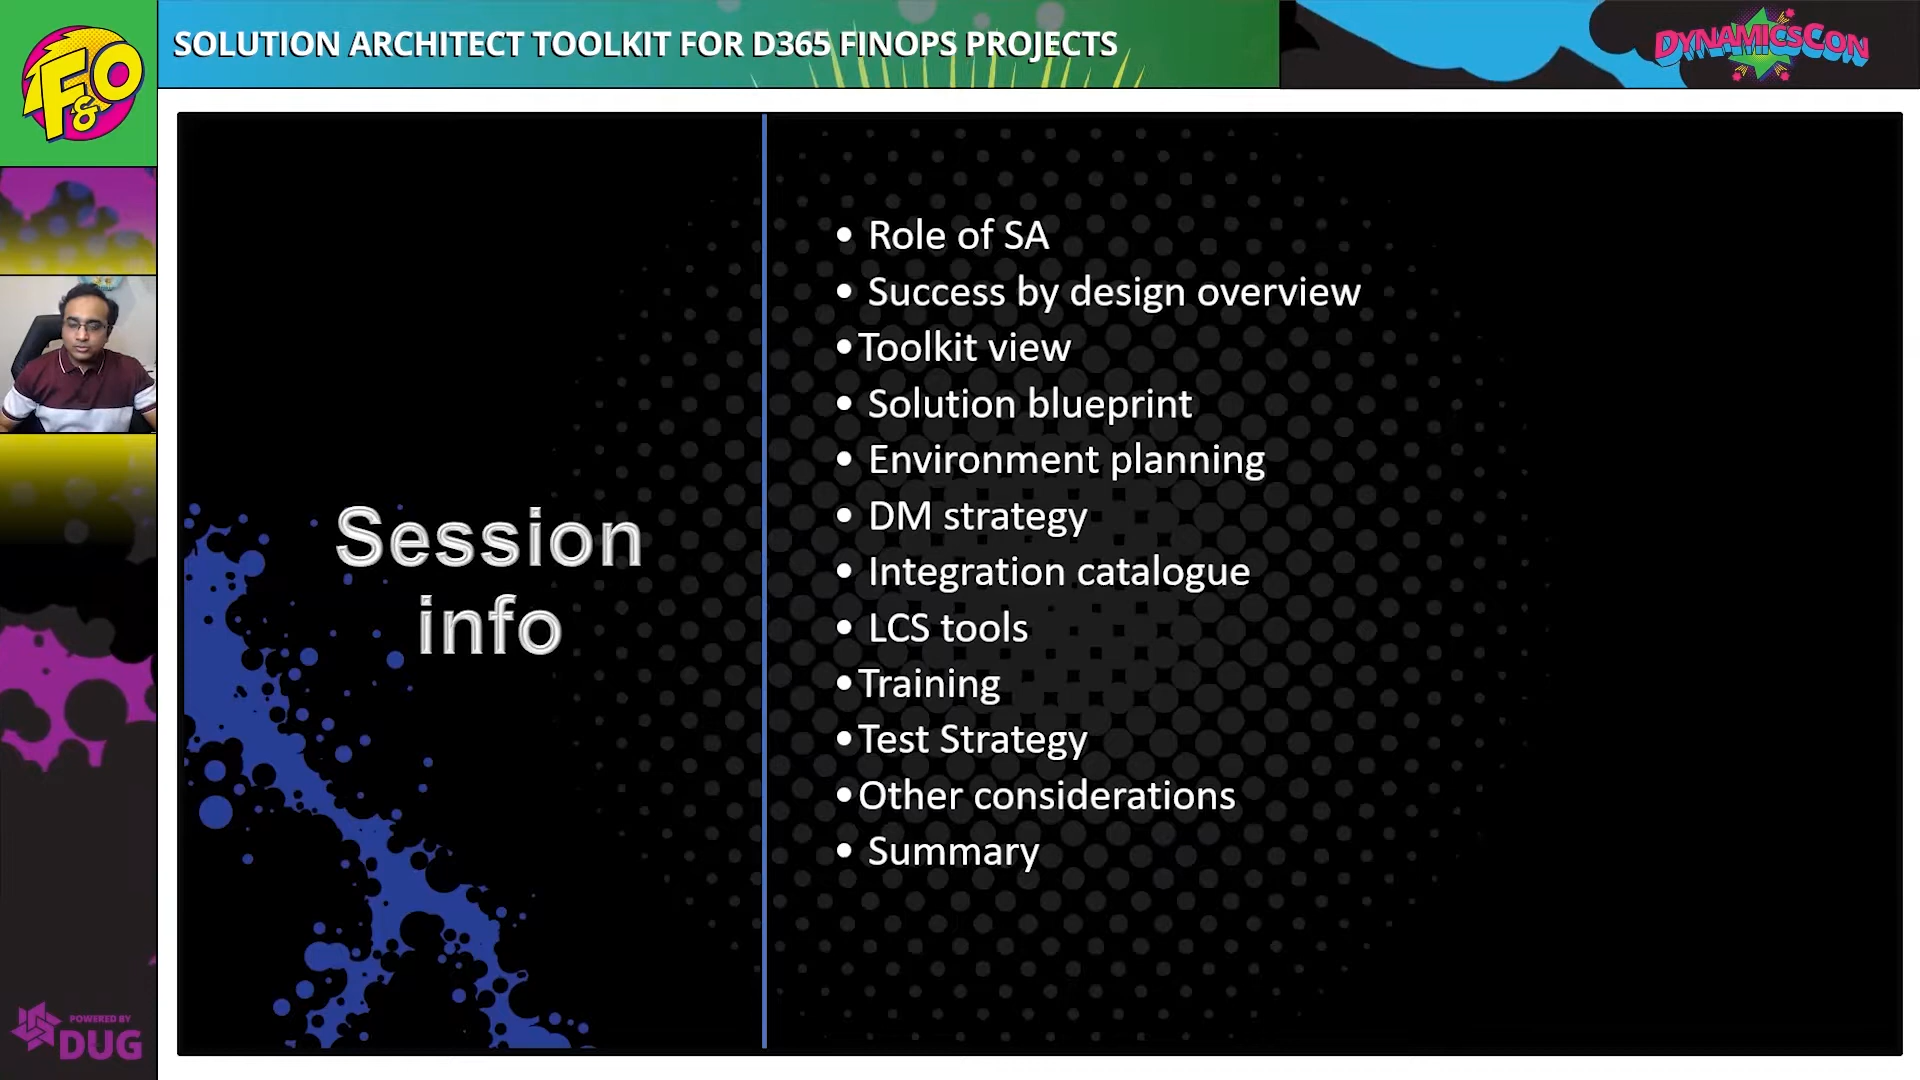 F&O
SOLUTION ARCHITECT TOOLKIT FOR D365 FINOPS PROJECTS
DYNAMICSCON
Session
info
• Role of SA
• Success by design overview
•Toolkit view
• Solution blueprint
• Environment planning
• DM strategy
• Integration catalogue
• LCS tools
•Training
•Test Strategy
•Other considerations
• Summary
POWERED BY
DUG